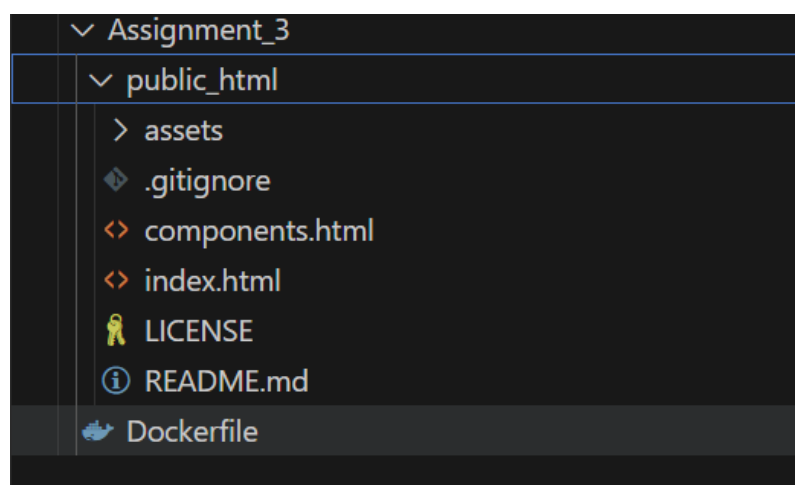 Assignment_3
public_html
assets
.gitignore
components.html
index.html
LICENSE
README.md
Dockerfile